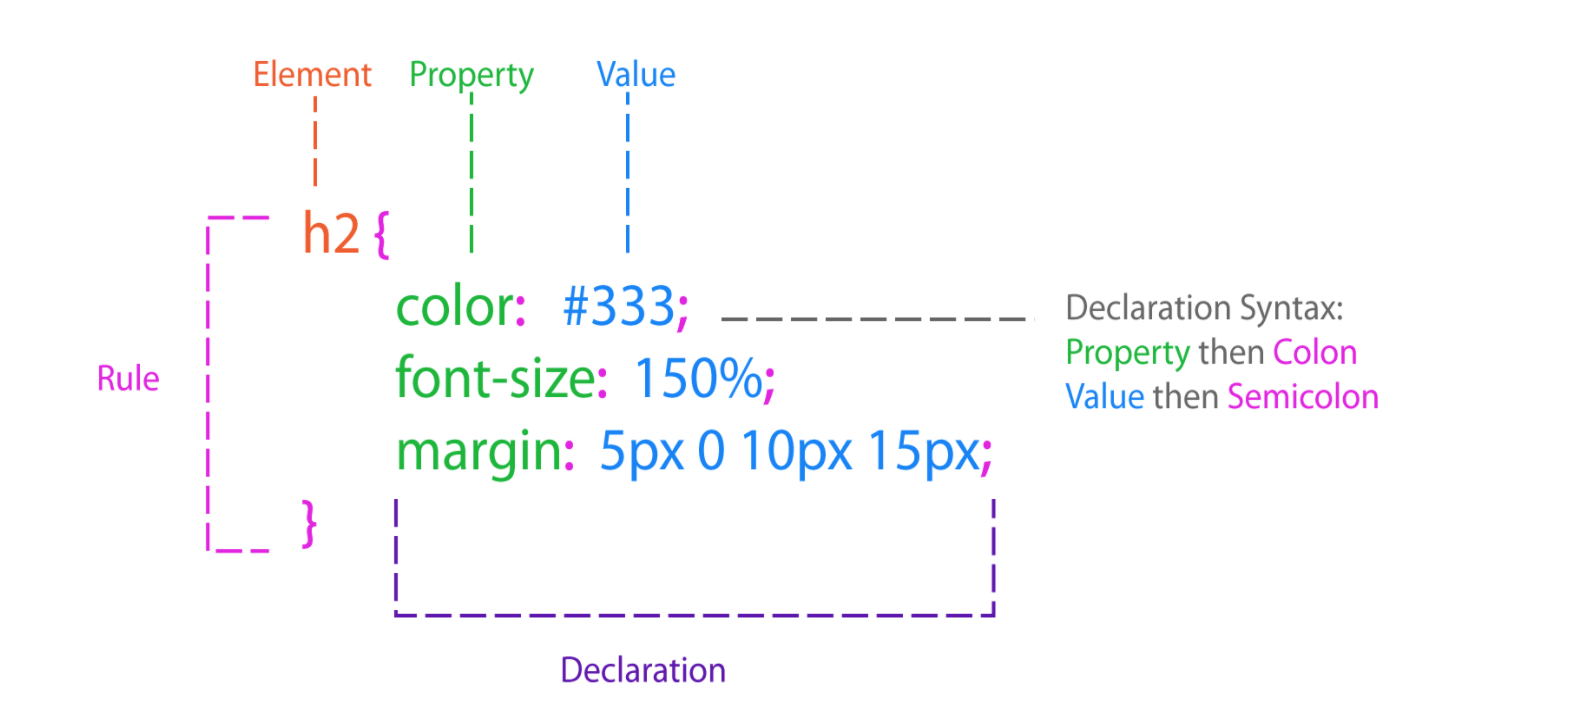 Element Property Value
h2 {
color: #333;
font-size: 150%;
margin: 5px 0 10px 15px;
}
Rule
Declaration Syntax:
Property then Colon
Value then Semicolon
Declaration